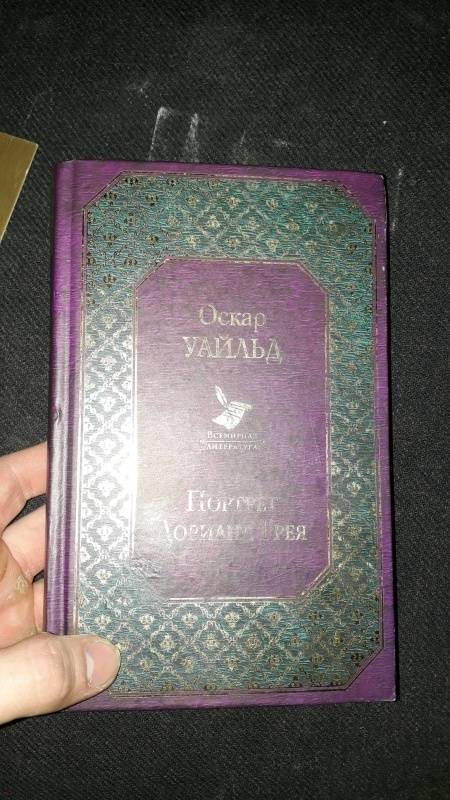 Оскар
УАЙЛЬД
Всемирная
литература
Портрет
Дориана Грея